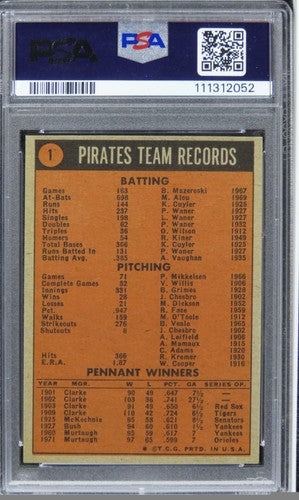 PSA PSA
111312052
1 PIRATES TEAM RECORDS
BATTING
Games 163 B. Mazeroski 1967
At-Bats 698 M. Alou 1969
Runs 144 K. Cuyler 1925
Hits 237 P. Waner 1927
Singles 198 L. Waner 1927
Doubles 62 P. Waner 1932
Triples 36 O. Wilson 1912
Homers 54 R. Kiner 1949
Total Bases 366 K. Cuyler 1925
Runs Batted In 131 P. Waner 1927
Batting Avg. .385 A. Vaughan 1935
PITCHING
Games 71 P. Mikkelsen 1966
Complete Games 32 V. Willis 1906
Innings 331 B. Grimes 1928
Wins 28 J. Chesbro 1902
Losses 21 M. Dickson 1952
Pct. .947 R. Face 1959
Walks 159 M. O'Toole 1912
Strikeouts 276 B. Veale 1965
Shutouts 8 J. Chesbro 1902
A. Leifield 1906
A. Mamaux 1915
C. Adams 1920
Hits 366 R. Kremer 1930
E.R.A. 1.87 W. Cooper 1916
PENNANT WINNERS
YEAR MGR. W L PCT. GA SERIES OP.
1901 Clarke 90 49 .647 7½
1902 Clarke 103 36 .741 27½
1903 Clarke 91 49 .650 6½ Red Sox
1909 Clarke 110 42 .724 6½ Tigers
1925 McKechnie 95 58 .621 8½ Senators
1927 Bush 94 60 .610 1½ Yankees
1960 Murtaugh 95 59 .617 7 Yankees
1971 Murtaugh 97 65 .599 7 Orioles
© T.C.G. PRTD. IN U.S.A.